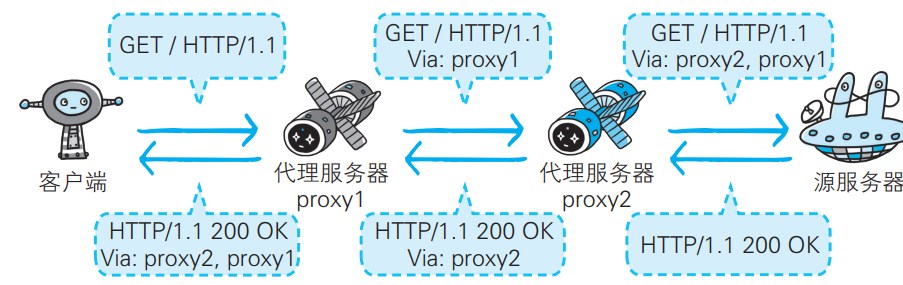 GET / HTTP/1.1
GET / HTTP/1.1
Via: proxy1
GET / HTTP/1.1
Via: proxy2, proxy1
客户端
代理服务器
proxy1
代理服务器
proxy2
源服务器
HTTP/1.1 200 OK
Via: proxy2, proxy1
HTTP/1.1 200 OK
Via: proxy2
HTTP/1.1 200 OK